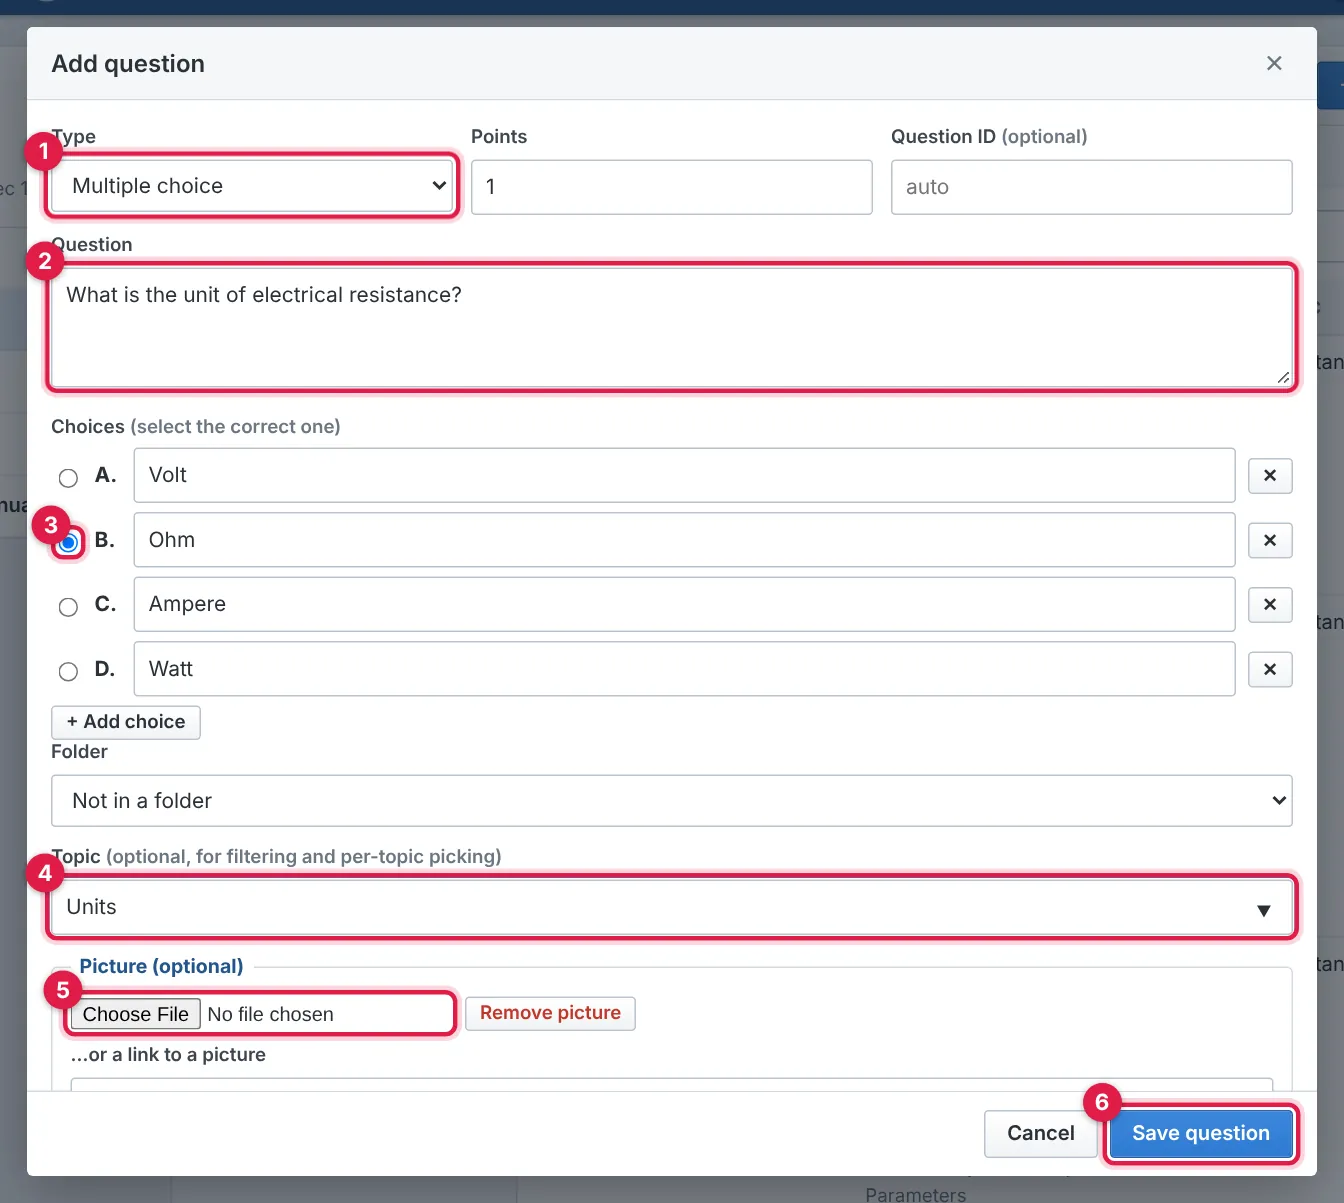 Add question
×
Type
Points
Question ID (optional)
1
Multiple choice
1
auto
Question
2
What is the unit of electrical resistance?
Choices (select the correct one)
A. Volt ×
3
B. Ohm ×
C. Ampere ×
D. Watt ×
+ Add choice
Folder
Not in a folder
Topic (optional, for filtering and per-topic picking)
4
Units
Picture (optional)
5
Choose File No file chosen
Remove picture
...or a link to a picture
6
Cancel
Save question
Parameters